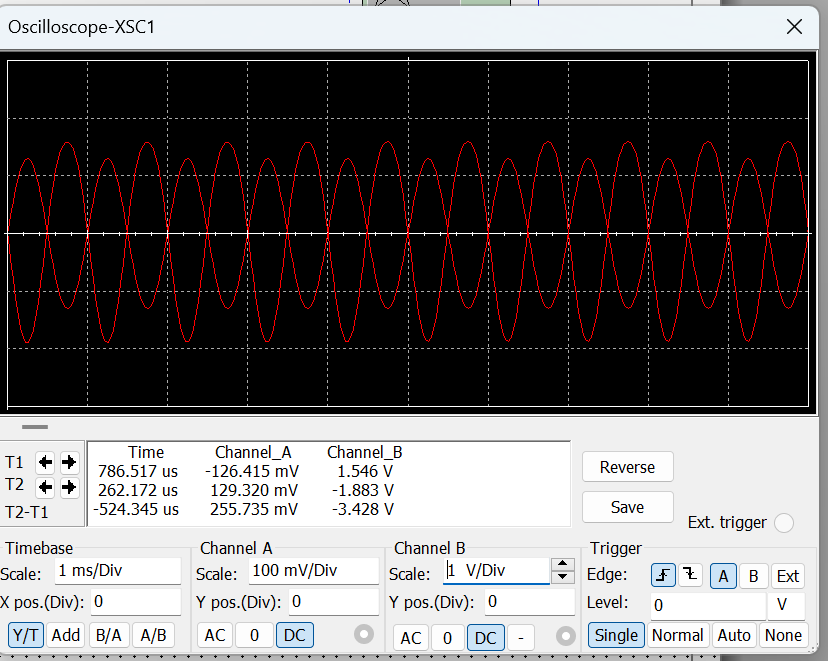 Oscilloscope-XSC1
Time Channel_A Channel_B
T1 786.517 us -126.415 mV 1.546 V
T2 262.172 us 129.320 mV -1.883 V
T2-T1 -524.345 us 255.735 mV -3.428 V
Reverse
Save
Ext. trigger
Timebase
Scale: 1 ms/Div
X pos.(Div): 0
Y/T Add B/A A/B
Channel A
Scale: 100 mV/Div
Y pos.(Div): 0
AC 0 DC
Channel B
Scale: 1 V/Div
Y pos.(Div): 0
AC 0 DC -
Trigger
Edge: A B Ext
Level: 0 V
Single Normal Auto None